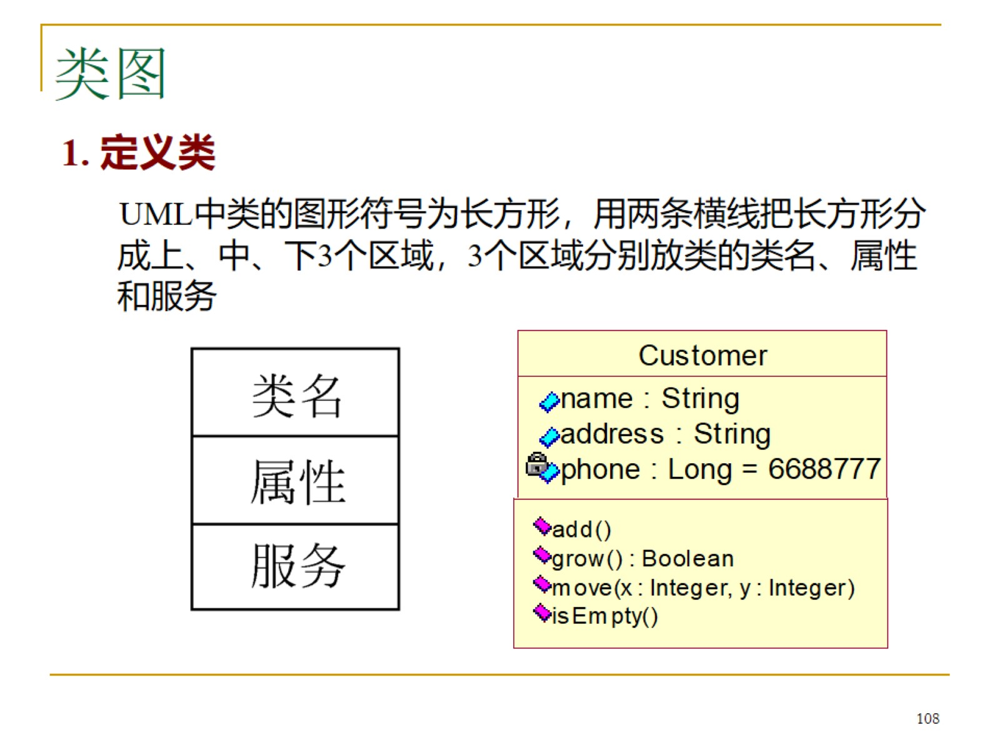 类图
1. 定义类
UML中类的图形符号为长方形，用两条横线把长方形分
成上、中、下3个区域，3个区域分别放类的类名、属性
和服务
类名
属性
服务
Customer
name : String
address : String
phone : Long = 6688777
add()
grow() : Boolean
move(x : Integer, y : Integer)
isEmpty()
108